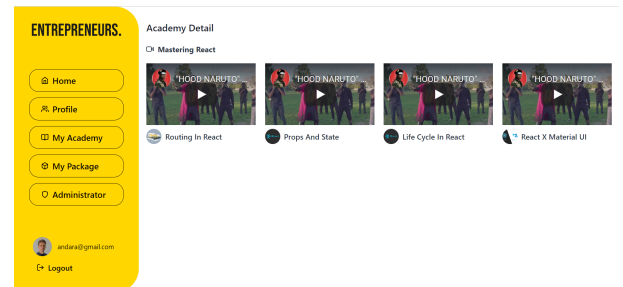 ENTREPRENEURS.
Home
Profile
My Academy
My Package
Administrator
andara@gmail.com
Logout
Academy Detail
Mastering React
"HOOD NARUTO" ...
"HOOD NARUTO" ...
"HOOD NARUTO" ...
"HOOD NARUTO" ...
Routing In React
Props And State
Life Cycle In React
React X Material UI